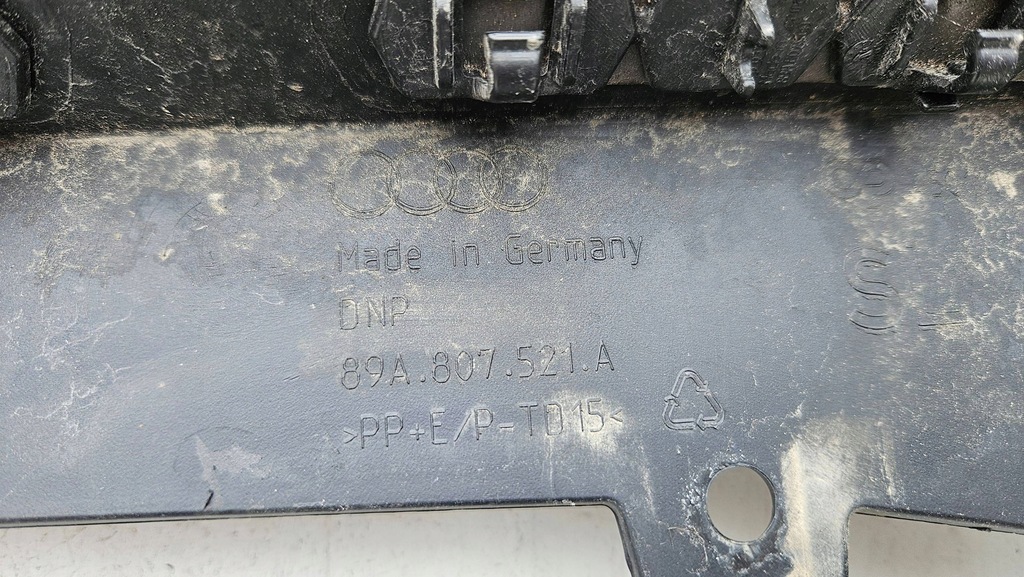 Made in Germany
DNP
89A.807.521.A
>PP+E/P-TD15<